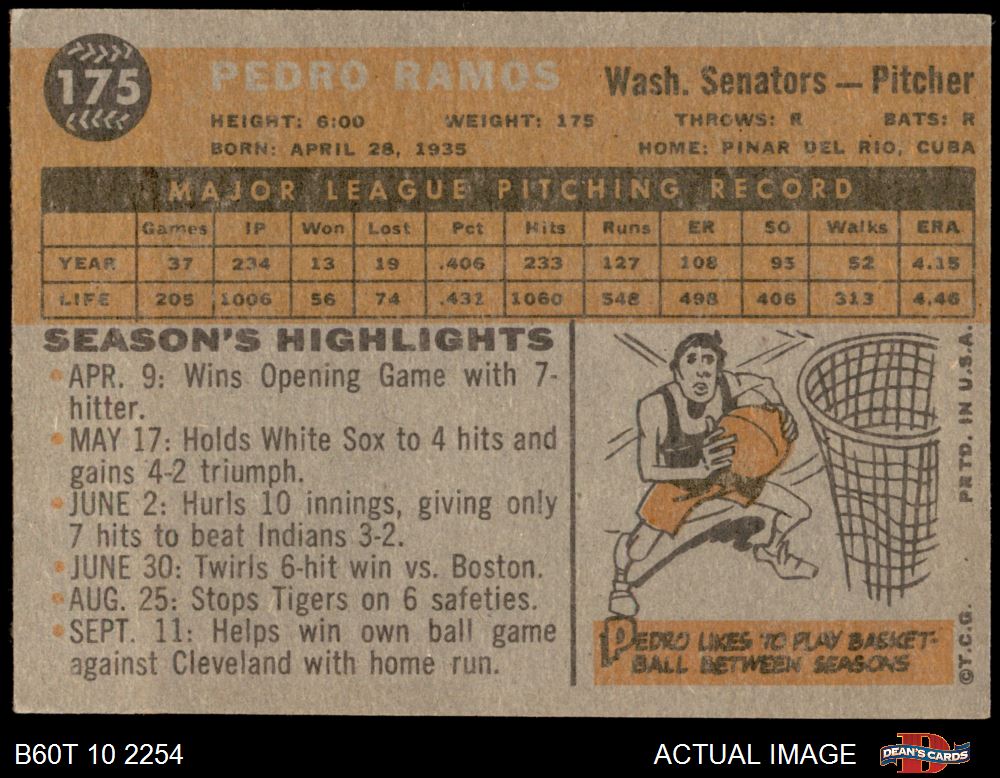 175
PEDRO RAMOS
Wash. Senators — Pitcher
HEIGHT: 6:00 WEIGHT: 175 THROWS: R BATS: R
BORN: APRIL 28, 1935 HOME: PINAR DEL RIO, CUBA
MAJOR LEAGUE PITCHING RECORD
Games IP Won Lost Pct Hits Runs ER SO Walks ERA
YEAR 37 234 13 19 .406 233 127 108 95 52 4.15
LIFE 205 1006 56 74 .431 1060 548 498 406 313 4.46
SEASON'S HIGHLIGHTS
• APR. 9: Wins Opening Game with 7-
hitter.
• MAY 17: Holds White Sox to 4 hits and
gains 4-2 triumph.
• JUNE 2: Hurls 10 innings, giving only
7 hits to beat Indians 3-2.
• JUNE 30: Twirls 6-hit win vs. Boston.
• AUG. 25: Stops Tigers on 6 safeties.
• SEPT. 11: Helps win own ball game
against Cleveland with home run.
PEDRO LIKES TO PLAY BASKET-
BALL BETWEEN SEASONS
©T.C.G. PRTD. IN U.S.A.
B60T 10 2254
ACTUAL IMAGE
D
DEAN'S CARDS